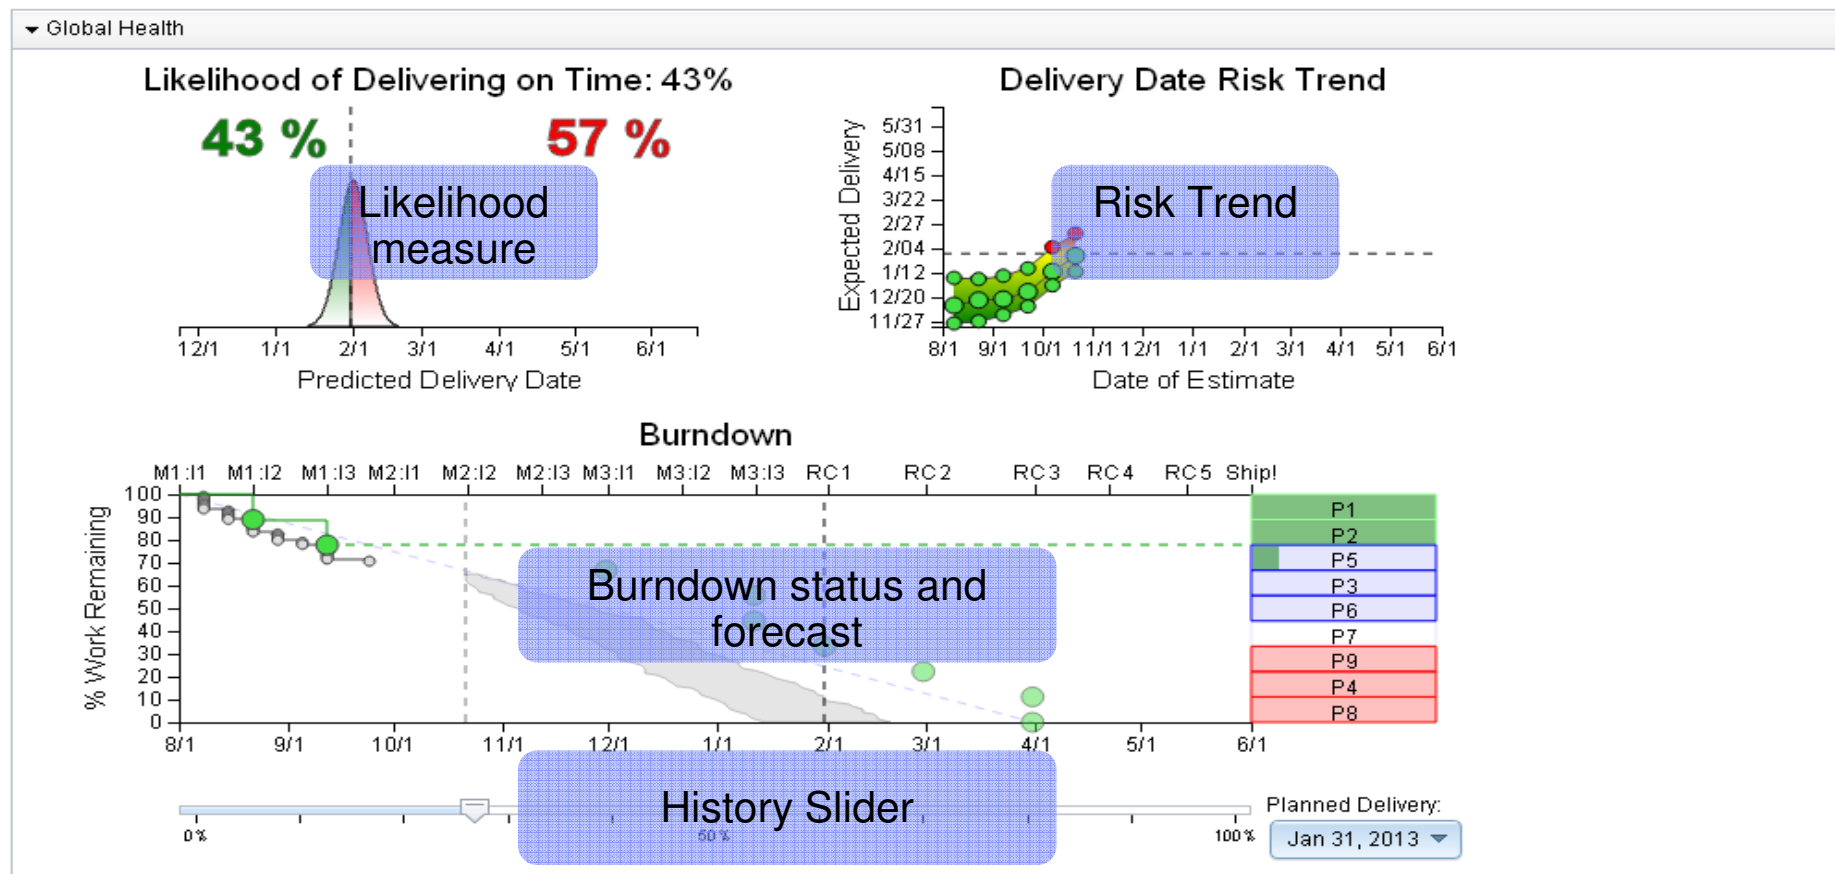 Global Health
Likelihood of Delivering on Time: 43%
43 %
57 %
Likelihood
measure
12/1 1/1 2/1 3/1 4/1 5/1 6/1
Predicted Delivery Date
Delivery Date Risk Trend
Expected Delivery
5/31
5/08
4/15
3/22
2/27
2/04
1/12
12/20
11/27
Risk Trend
8/1 9/1 10/1 11/1 12/1 1/1 2/1 3/1 4/1 5/1 6/1
Date of Estimate
Burndown
M1:I1 M1:I2 M1:I3 M2:I1 M2:I2 M2:I3 M3:I1 M3:I2 M3:I3 RC1 RC2 RC3 RC4 RC5 Ship!
% Work Remaining
100
90
80
70
60
50
40
30
20
10
0
Burndown status and
forecast
P1
P2
P5
P3
P6
P7
P9
P4
P8
8/1 9/1 10/1 11/1 12/1 1/1 2/1 3/1 4/1 5/1 6/1
History Slider
0% 50% 100%
Planned Delivery:
Jan 31, 2013